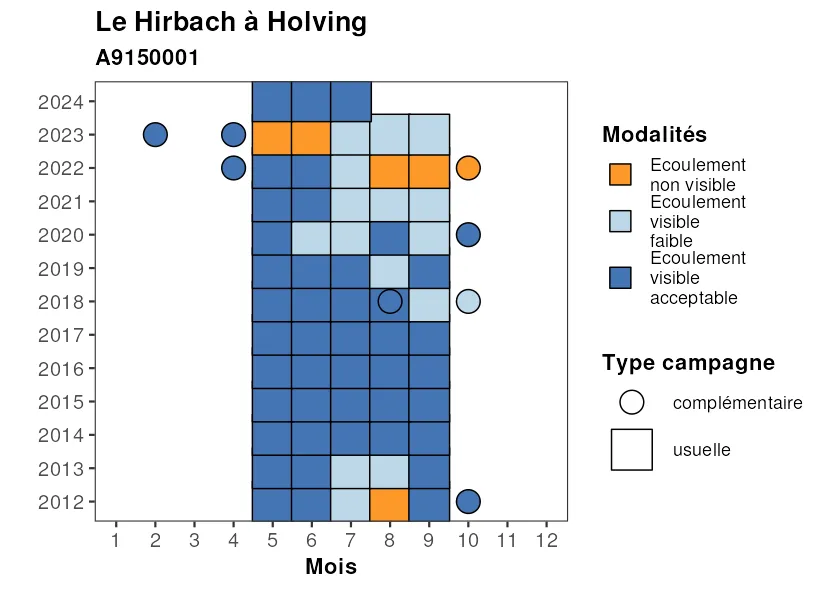 Le Hirbach à Holving
A9150001
2024
2023
2022
2021
2020
2019
2018
2017
2016
2015
2014
2013
2012
1 2 3 4 5 6 7 8 9 10 11 12
Mois
Modalités
Ecoulement
non visible
Ecoulement
visible
faible
Ecoulement
visible
acceptable
Type campagne
complémentaire
usuelle